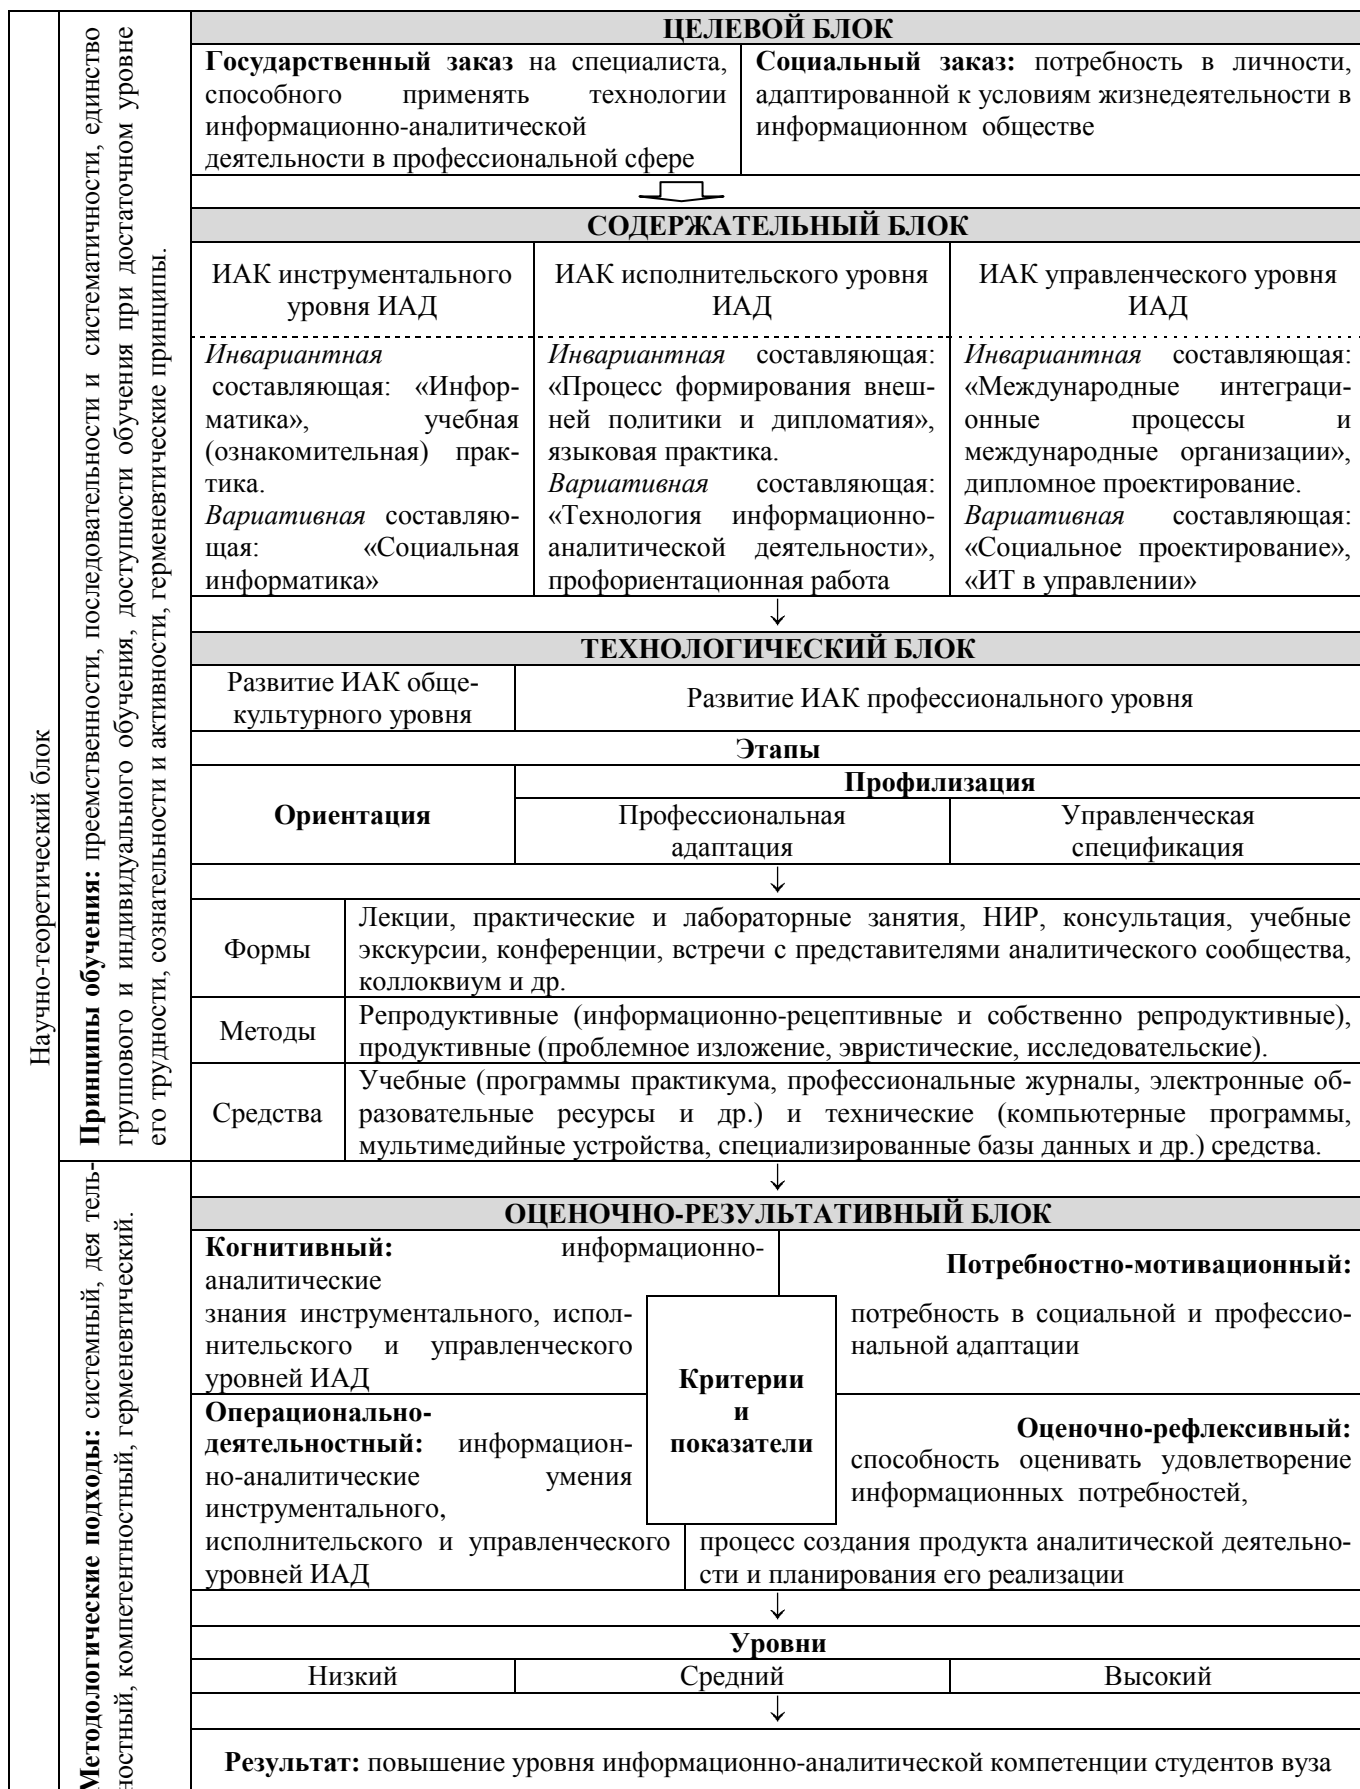 Научно-теоретический блок
Принципы обучения: преемственности, последовательности и систематичности, единство
группового и индивидуального обучения, доступности обучения при достаточном уровне
его трудности, сознательности и активности, герменевтические принципы.
Методологические подходы: системный, дея тель-
ностный, компетентностный, герменевтический.
ЦЕЛЕВОЙ БЛОК
Государственный заказ на специалиста,
способного применять технологии
информационно-аналитической
деятельности в профессиональной сфере
Социальный заказ: потребность в личности,
адаптированной к условиям жизнедеятельности в
информационном обществе
СОДЕРЖАТЕЛЬНЫЙ БЛОК
ИАК инструментального
уровня ИАД
ИАК исполнительского уровня
ИАД
ИАК управленческого уровня
ИАД
Инвариантная
составляющая: «Инфор-
матика», учебная
(ознакомительная) прак-
тика.
Вариативная составляю-
щая: «Социальная
информатика»
Инвариантная составляющая:
«Процесс формирования внеш-
ней политики и дипломатия»,
языковая практика.
Вариативная составляющая:
«Технология информационно-
аналитической деятельности»,
профориентационная работа
Инвариантная составляющая:
«Международные интеграци-
онные процессы и
международные организации»,
дипломное проектирование.
Вариативная составляющая:
«Социальное проектирование»,
«ИТ в управлении»
↓
ТЕХНОЛОГИЧЕСКИЙ БЛОК
Развитие ИАК обще-
культурного уровня
Развитие ИАК профессионального уровня
Этапы
Ориентация
Профилизация
Профессиональная
адаптация
Управленческая
спецификация
↓
Формы
Лекции, практические и лабораторные занятия, НИР, консультация, учебные
экскурсии, конференции, встречи с представителями аналитического сообщества,
коллоквиум и др.
Методы
Репродуктивные (информационно-рецептивные и собственно репродуктивные),
продуктивные (проблемное изложение, эвристические, исследовательские).
Средства
Учебные (программы практикума, профессиональные журналы, электронные об-
разовательные ресурсы и др.) и технические (компьютерные программы,
мультимедийные устройства, специализированные базы данных и др.) средства.
↓
ОЦЕНОЧНО-РЕЗУЛЬТАТИВНЫЙ БЛОК
Когнитивный: информационно-
аналитические
знания инструментального, испол-
нительского и управленческого
уровней ИАД
Потребностно-мотивационный:
потребность в социальной и профессио-
нальной адаптации
Критерии
и
показатели
Операционально-
деятельностный: информацион-
но-аналитические умения
инструментального,
исполнительского и управленческого
уровней ИАД
Оценочно-рефлексивный:
способность оценивать удовлетворение
информационных потребностей,
процесс создания продукта аналитической деятельно-
сти и планирования его реализации
↓
Уровни
Низкий
Средний
Высокий
↓
Результат: повышение уровня информационно-аналитической компетенции студентов вуза